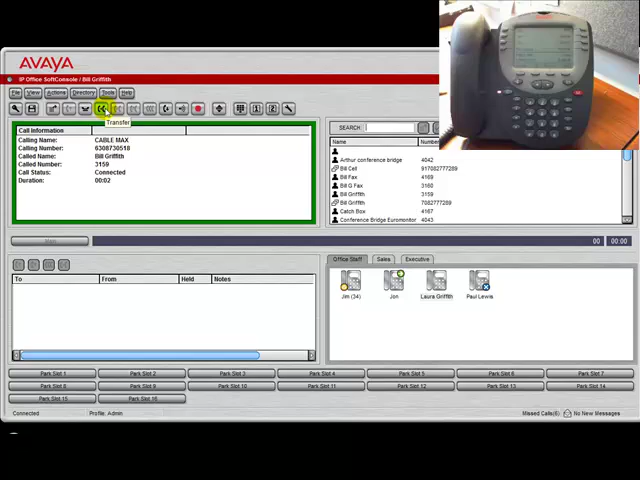 AVAYA
IP Office SoftConsole / Bill Griffith
File View Actions Directory Tools Help
Transfer
Call Information
Calling Name: CABLE MAX
Calling Number: 6308730518
Called Name: Bill Griffith
Called Number: 3159
Call Status: Connected
Duration: 00:02
SEARCH
Name Number
Arthur conference bridge 4042
Bill Cell 917082777289
Bill Fax 4169
Bill G Fax 3160
Bill Griffith 3159
Bill Griffith 7082777289
Catch Box 4167
Conference Bridge Euromonitor 4043
00 00:00
To From Held Notes
Office Staff Sales Executive
Jim (34) Jon Laura Griffith Paul Lewis
Park Slot 1 Park Slot 2 Park Slot 3 Park Slot 4 Park Slot 5 Park Slot 6 Park Slot 7
Park Slot 8 Park Slot 9 Park Slot 10 Park Slot 11 Park Slot 12 Park Slot 13 Park Slot 14
Park Slot 15 Park Slot 16
Connected Profile, Admin Missed Calls(6) No New Messages